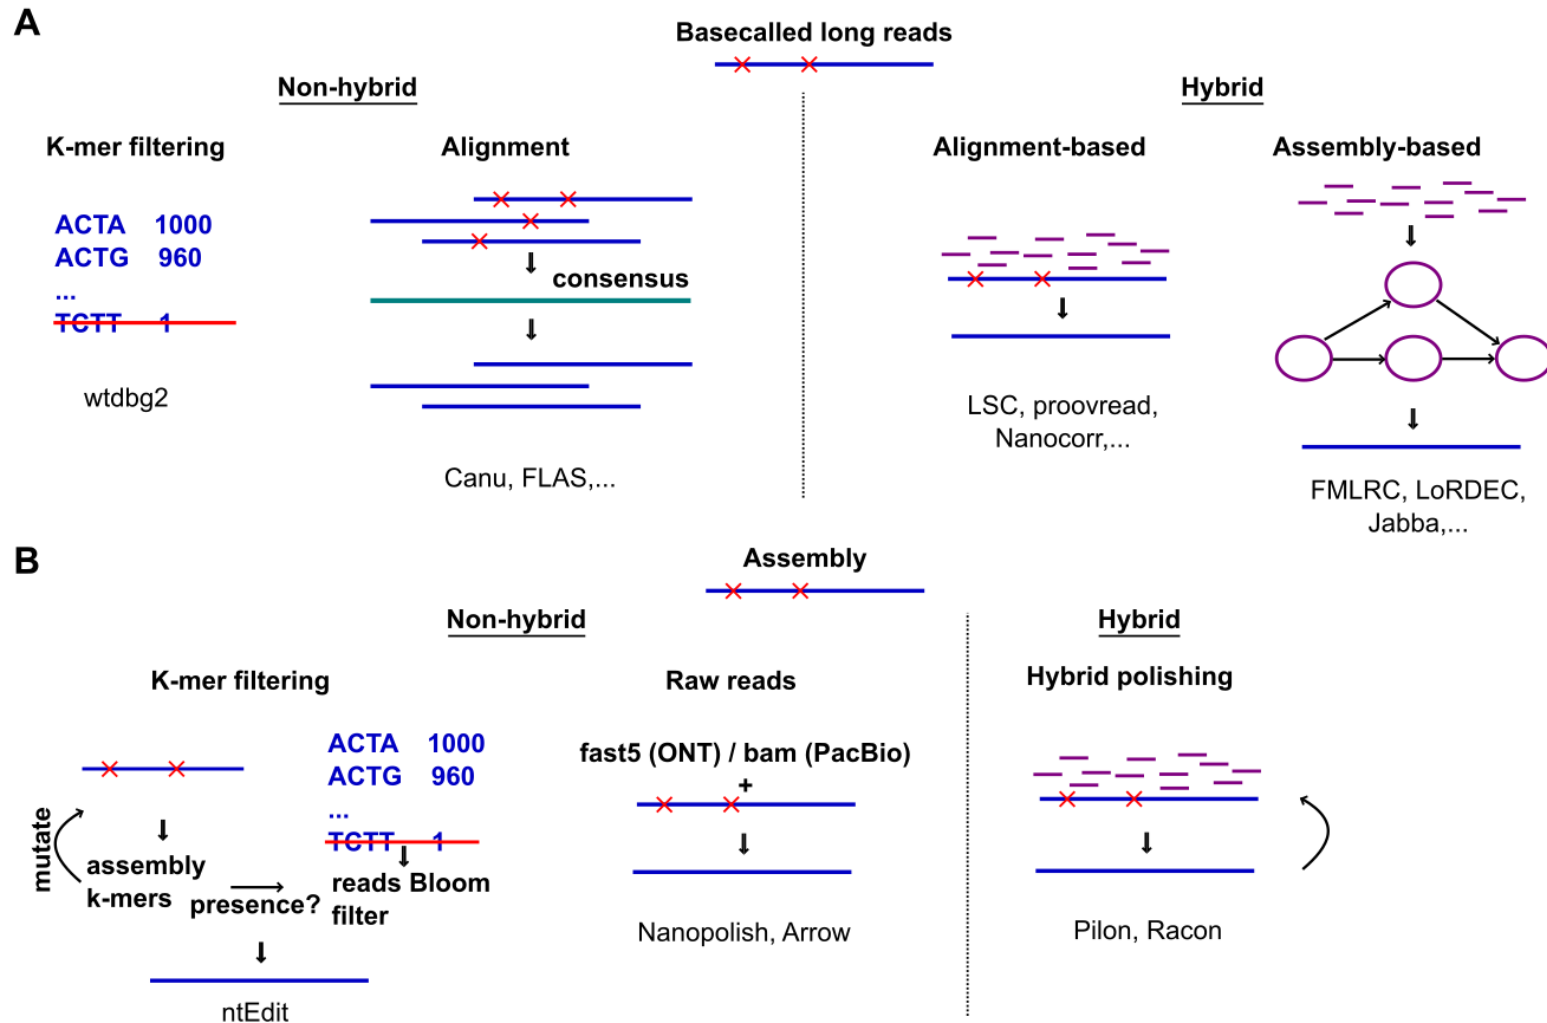 A
Basecalled long reads
Non-hybrid
Hybrid
K-mer filtering
Alignment
Alignment-based
Assembly-based
ACTA 1000
ACTG 960
...
TCTT 1
consensus
wtdbg2
LSC, proovread,
Nanocorr,...
Canu, FLAS,...
FMLRC, LoRDEC,
Jabba,...
B
Assembly
Non-hybrid
Hybrid
K-mer filtering
Raw reads
Hybrid polishing
ACTA 1000
ACTG 960
...
TCTT 1
fast5 (ONT) / bam (PacBio)
+
mutate
assembly
k-mers
presence?
reads Bloom
filter
Nanopolish, Arrow
Pilon, Racon
ntEdit